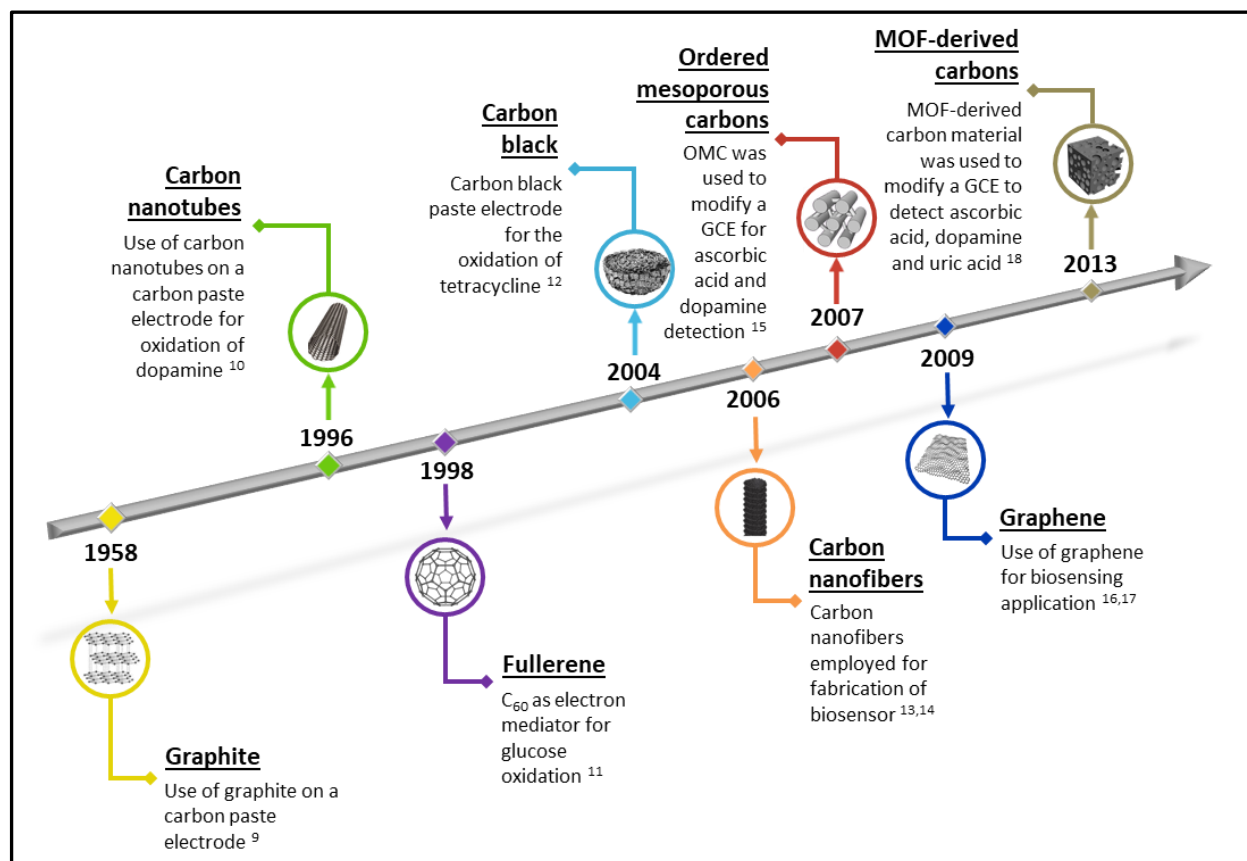 MOF-derived
carbons
MOF-derived
carbon material
was used to
modify a GCE to
detect ascorbic
acid, dopamine
and uric acid 18
2013
Ordered
mesoporous
carbons
OMC was
used to
modify a
GCE for
ascorbic
acid and
dopamine
detection 15
2007
Carbon
black
Carbon black
paste electrode
for the
oxidation of
tetracycline 12
2004
Carbon
nanotubes
Use of carbon
nanotubes on a
carbon paste
electrode for
oxidation of
dopamine 10
1996
1958
Graphite
Use of graphite on a
carbon paste
electrode 9
1998
Fullerene
C60 as electron
mediator for
glucose
oxidation 11
2006
Carbon
nanofibers
Carbon
nanofibers
employed for
fabrication of
biosensor 13,14
2009
Graphene
Use of graphene
for biosensing
application 16,17